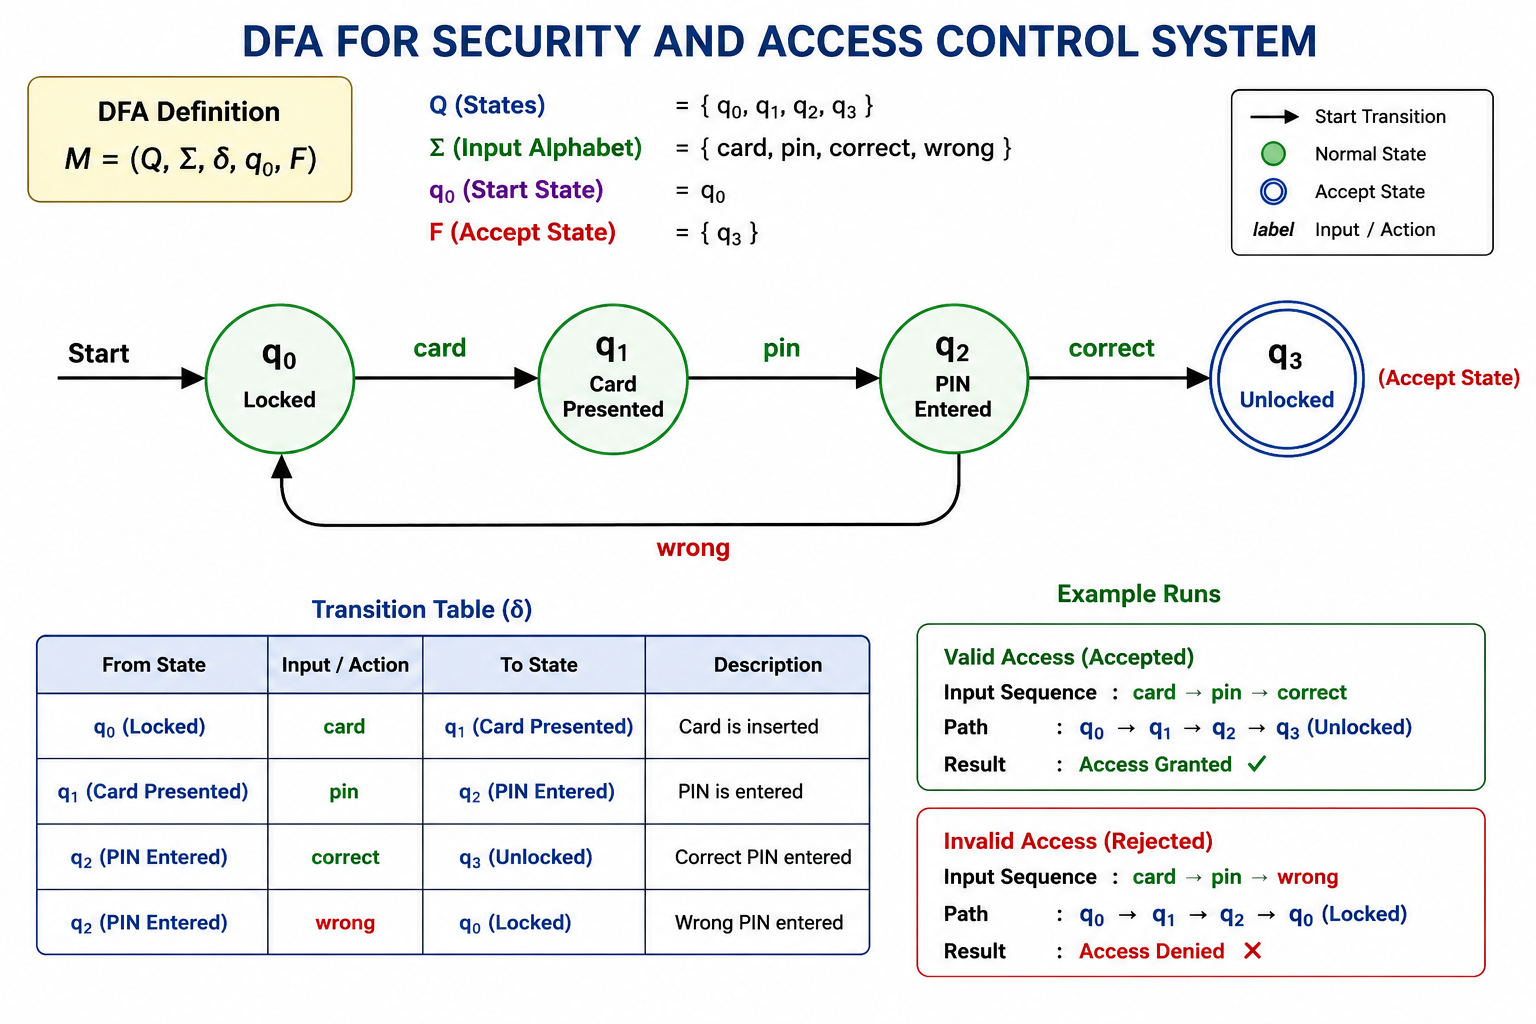 DFA FOR SECURITY AND ACCESS CONTROL SYSTEM
DFA Definition
M = (Q, Σ, δ, q₀, F)
Q (States) = { q₀, q₁, q₂, q₃ }
Σ (Input Alphabet) = { card, pin, correct, wrong }
q₀ (Start State) = q₀
F (Accept State) = { q₃ }
Start Transition
Normal State
Accept State
label Input / Action
Start
q₀
Locked
card
q₁
Card
Presented
pin
q₂
PIN
Entered
correct
q₃
Unlocked
(Accept State)
wrong
Transition Table (δ)
From State Input / Action To State Description
q₀ (Locked) card q₁ (Card Presented) Card is inserted
q₁ (Card Presented) pin q₂ (PIN Entered) PIN is entered
q₂ (PIN Entered) correct q₃ (Unlocked) Correct PIN entered
q₂ (PIN Entered) wrong q₀ (Locked) Wrong PIN entered
Example Runs
Valid Access (Accepted)
Input Sequence : card → pin → correct
Path : q₀ → q₁ → q₂ → q₃ (Unlocked)
Result : Access Granted ✓
Invalid Access (Rejected)
Input Sequence : card → pin → wrong
Path : q₀ → q₁ → q₂ → q₀ (Locked)
Result : Access Denied ✕